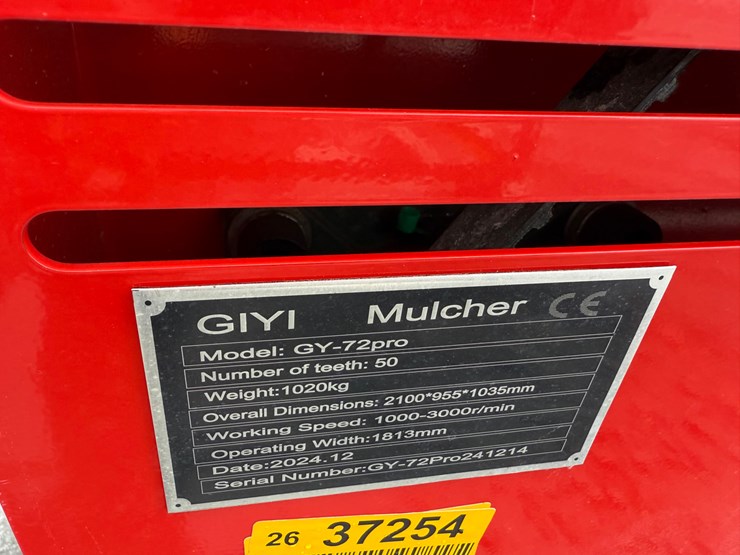 GIYI Mulcher CE
Model: GY-72pro
Number of teeth: 50
Weight:1020kg
Overall Dimensions: 2100*955*1035mm
Working Speed: 1000-3000r/min
Operating Width:1813mm
Date:2024.12
Serial Number:GY-72Pro241214
26 37254